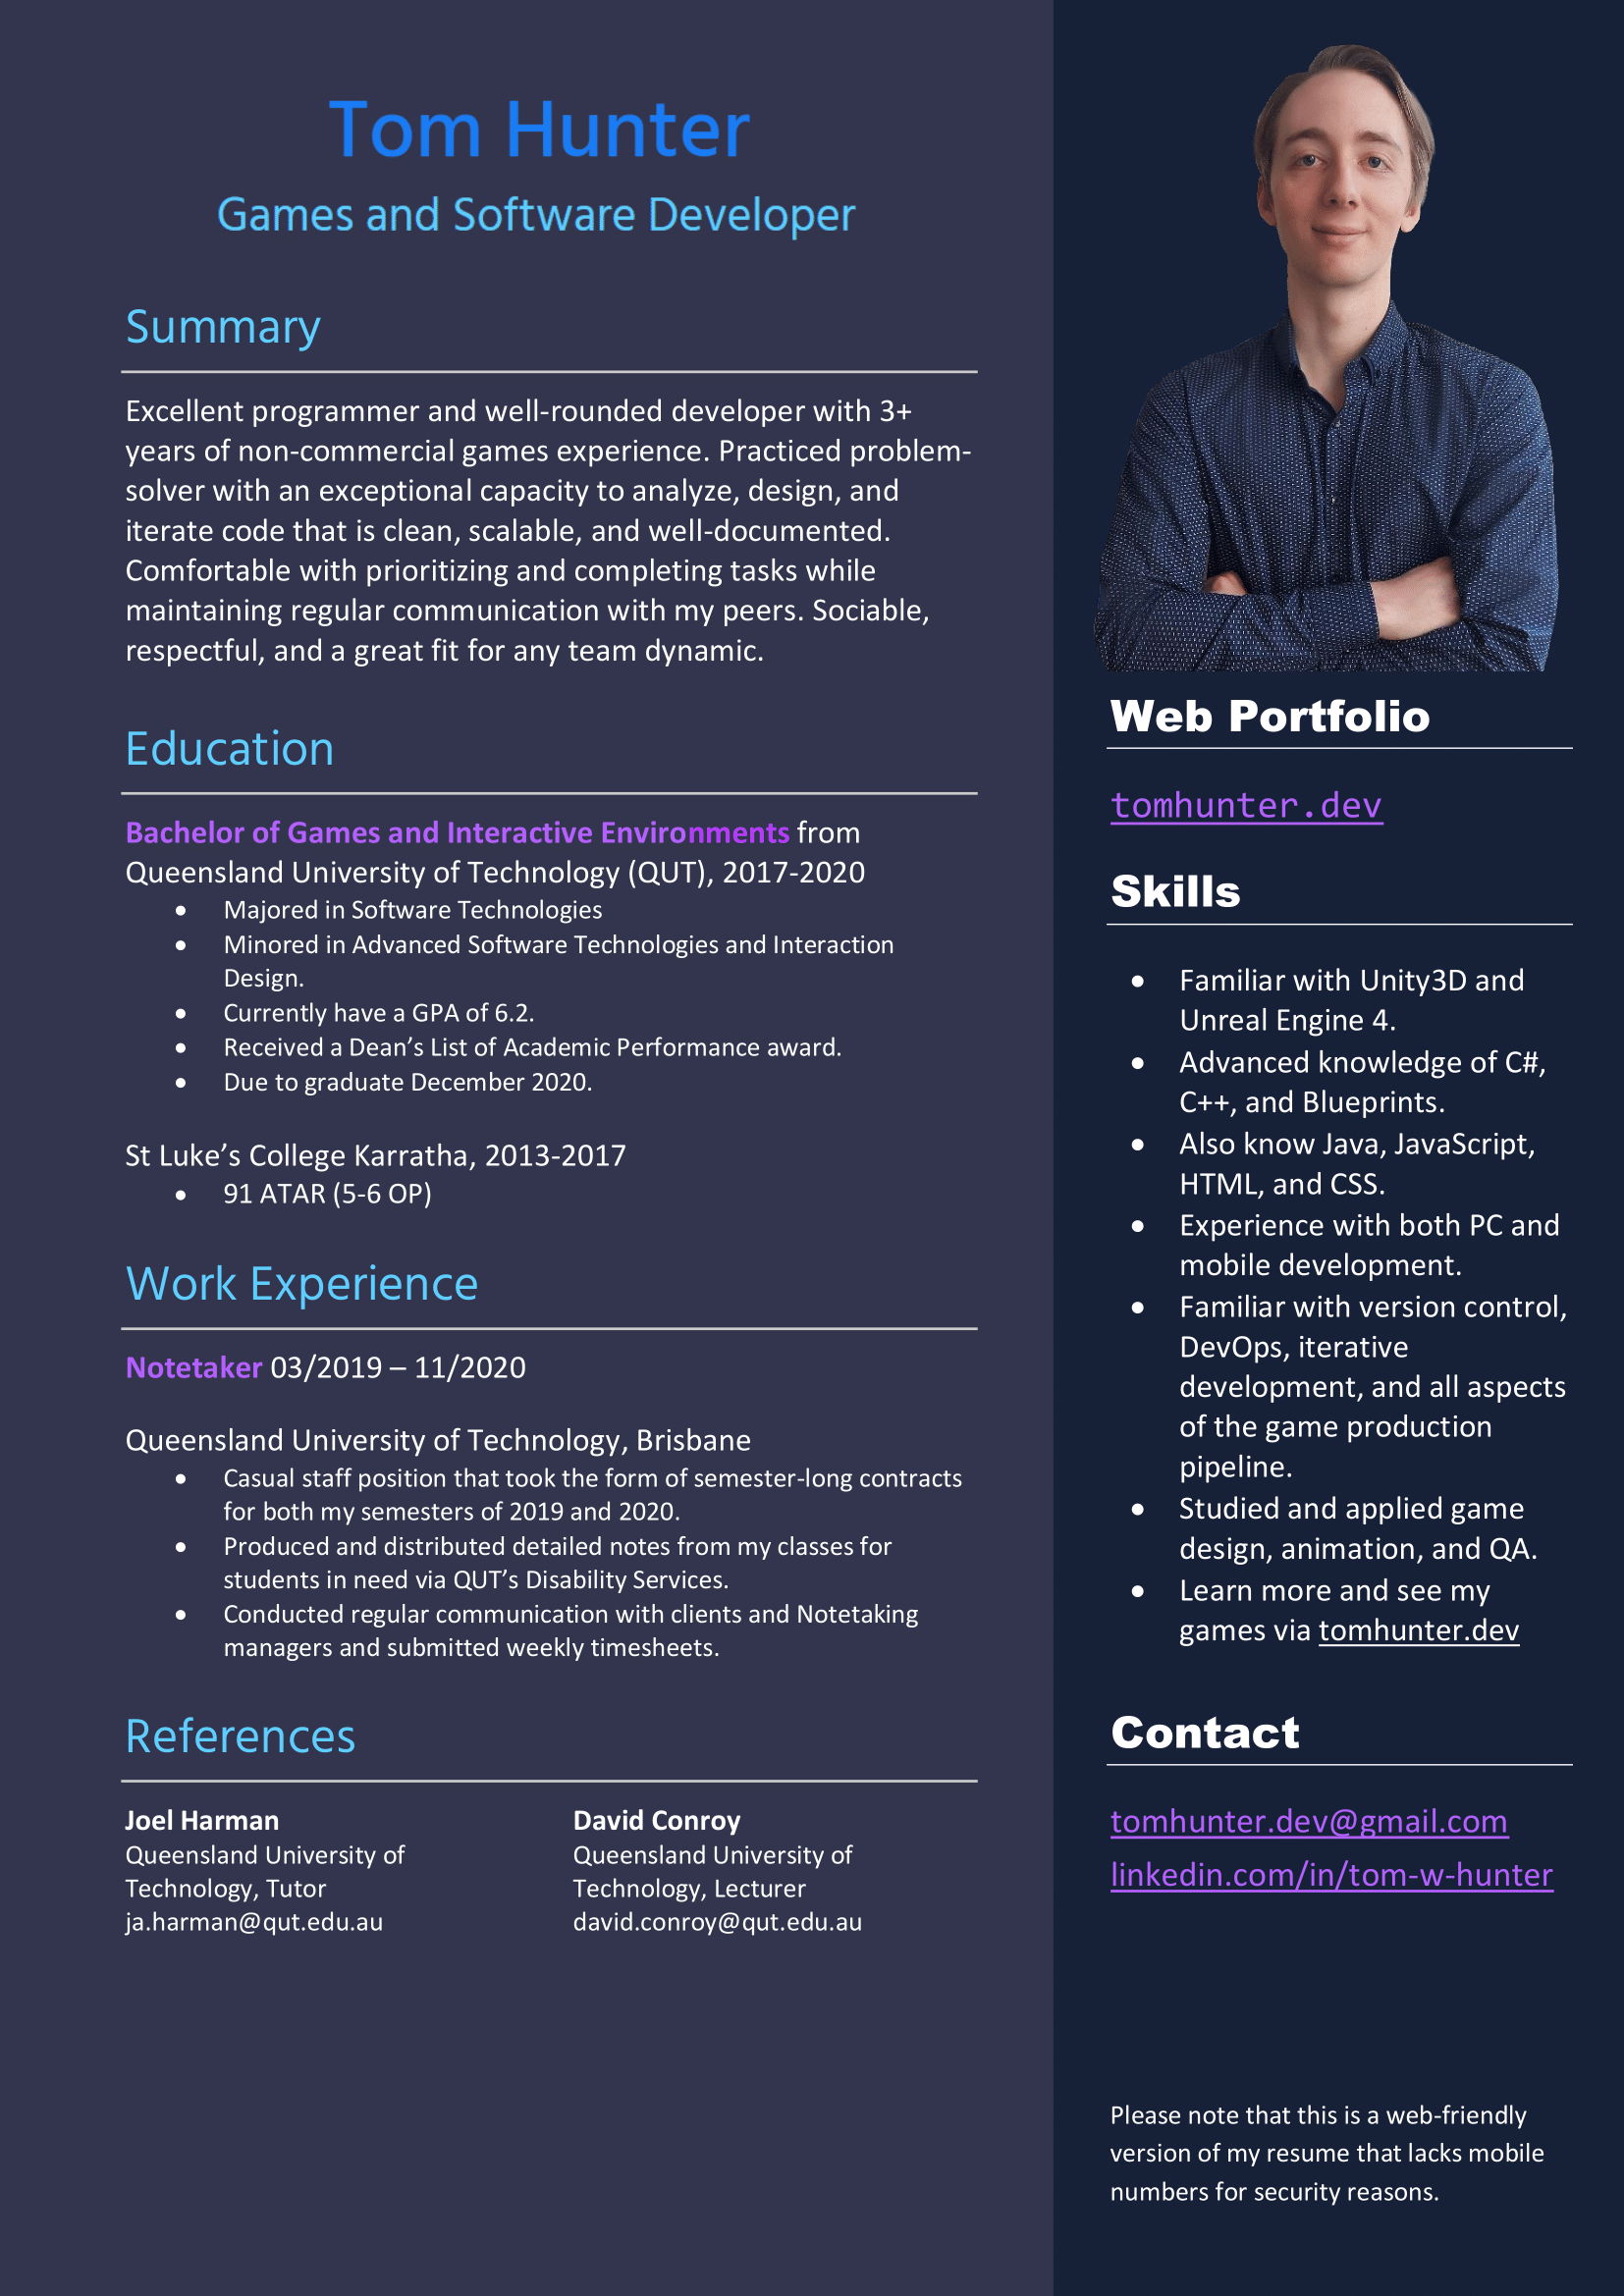 Tom Hunter
Games and Software Developer
Summary
Excellent programmer and well-rounded developer with 3+
years of non-commercial games experience. Practiced problem-
solver with an exceptional capacity to analyze, design, and
iterate code that is clean, scalable, and well-documented.
Comfortable with prioritizing and completing tasks while
maintaining regular communication with my peers. Sociable,
respectful, and a great fit for any team dynamic.
Education
Bachelor of Games and Interactive Environments from
Queensland University of Technology (QUT), 2017-2020
• Majored in Software Technologies
• Minored in Advanced Software Technologies and Interaction
Design.
• Currently have a GPA of 6.2.
• Received a Dean’s List of Academic Performance award.
• Due to graduate December 2020.
St Luke’s College Karratha, 2013-2017
• 91 ATAR (5-6 OP)
Work Experience
Notetaker 03/2019 – 11/2020
Queensland University of Technology, Brisbane
• Casual staff position that took the form of semester-long contracts
for both my semesters of 2019 and 2020.
• Produced and distributed detailed notes from my classes for
students in need via QUT’s Disability Services.
• Conducted regular communication with clients and Notetaking
managers and submitted weekly timesheets.
References
Joel Harman
Queensland University of
Technology, Tutor
ja.harman@qut.edu.au
David Conroy
Queensland University of
Technology, Lecturer
david.conroy@qut.edu.au
Web Portfolio
tomhunter.dev
Skills
• Familiar with Unity3D and
Unreal Engine 4.
• Advanced knowledge of C#,
C++, and Blueprints.
• Also know Java, JavaScript,
HTML, and CSS.
• Experience with both PC and
mobile development.
• Familiar with version control,
DevOps, iterative
development, and all aspects
of the game production
pipeline.
• Studied and applied game
design, animation, and QA.
• Learn more and see my
games via tomhunter.dev
Contact
tomhunter.dev@gmail.com
linkedin.com/in/tom-w-hunter
Please note that this is a web-friendly
version of my resume that lacks mobile
numbers for security reasons.